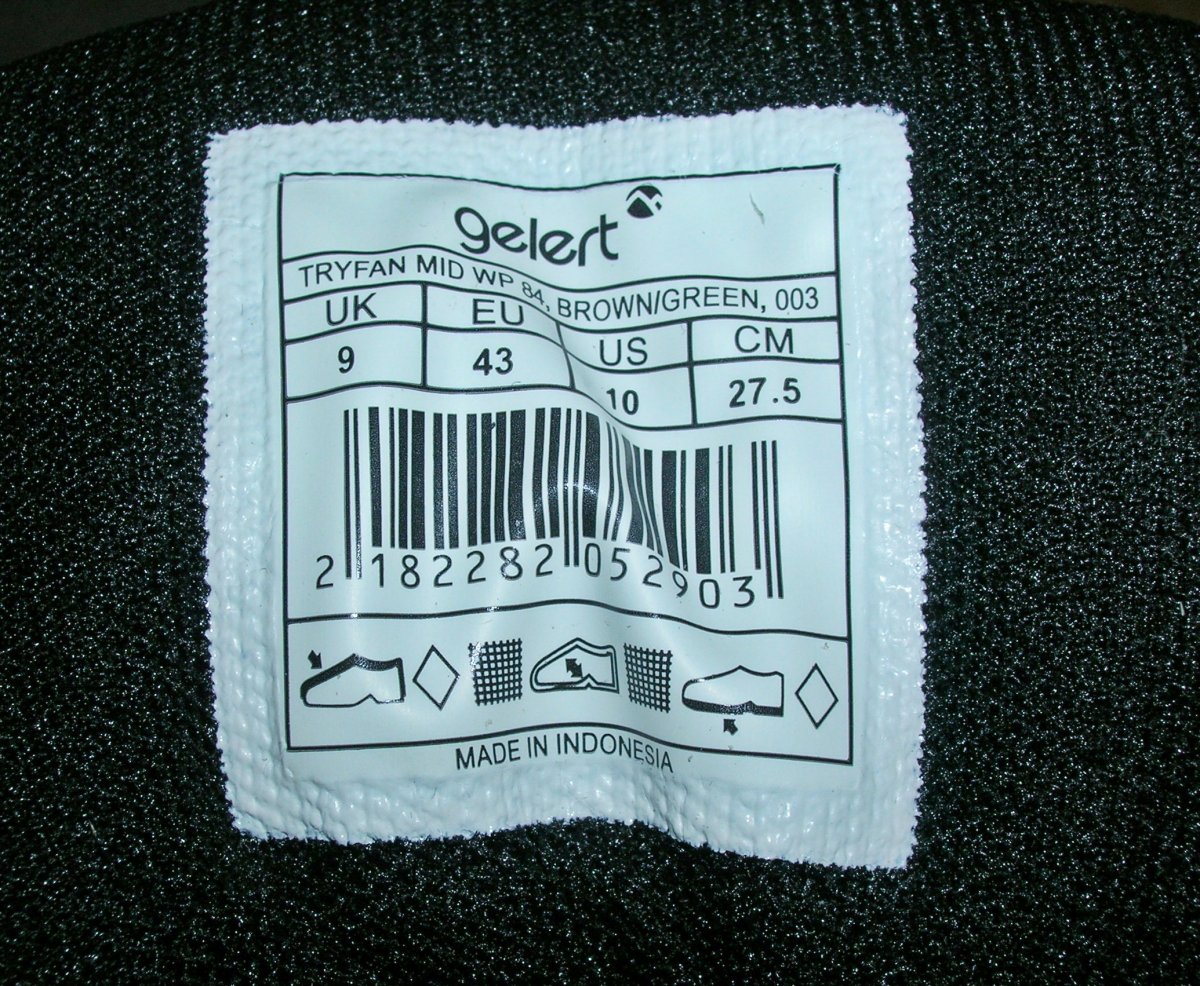 gelert
TRYFAN MID WP 84, BROWN/GREEN, 003
UK EU US CM
9 43 10 27.5
2 182282 052903
MADE IN INDONESIA